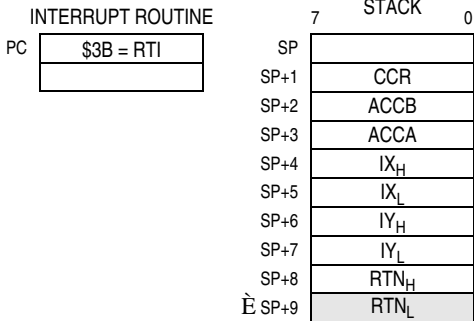 INTERRUPT ROUTINE
STACK
7 0
PC $3B = RTI
SP
SP+1 CCR
SP+2 ACCB
SP+3 ACCA
SP+4 IXH
SP+5 IXL
SP+6 IYH
SP+7 IYL
SP+8 RTNH
È SP+9 RTNL